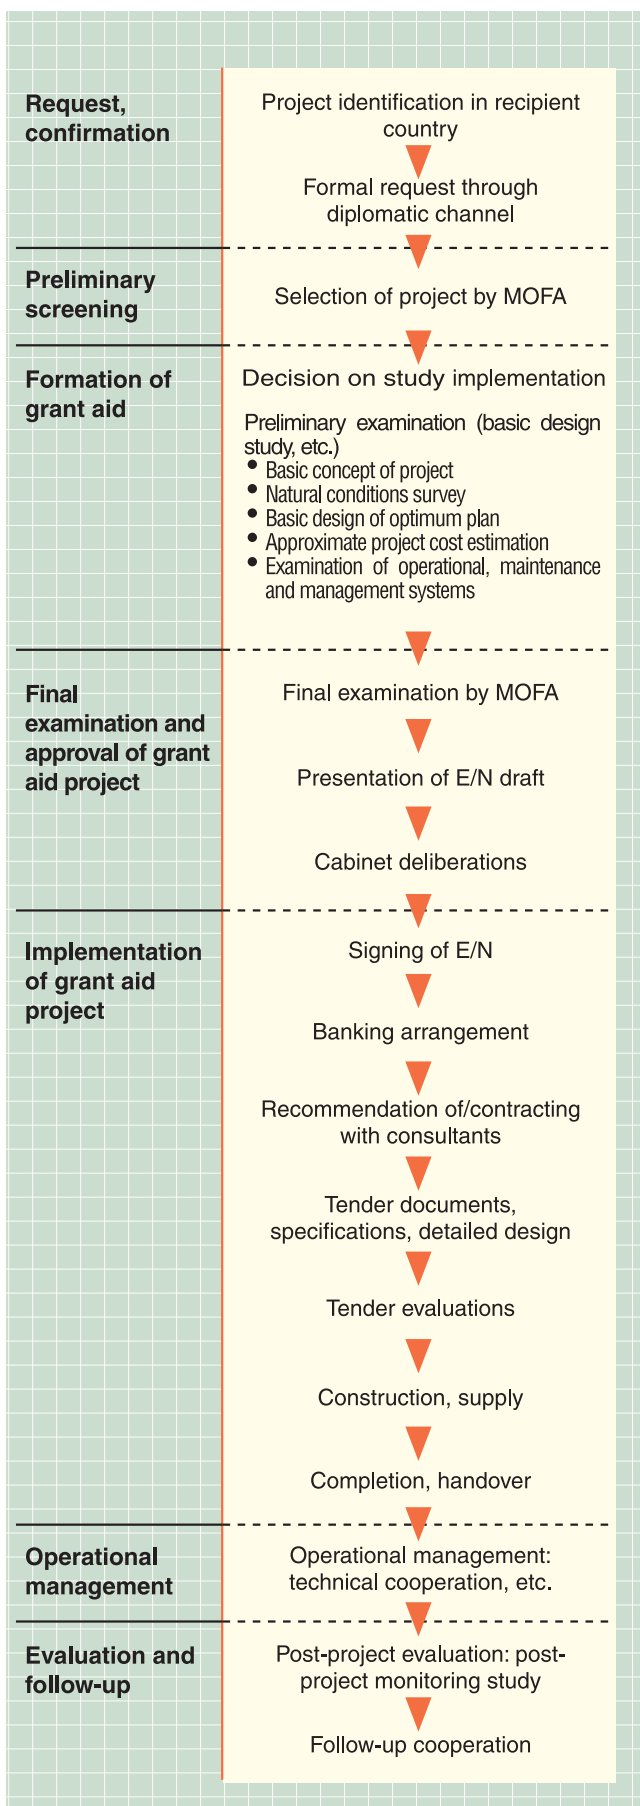 Request,
confirmation
Project identification in recipient
country
Formal request through
diplomatic channel
Preliminary
screening
Selection of project by MOFA
Formation of
grant aid
Decision on study implementation
Preliminary examination (basic design
study, etc.)
• Basic concept of project
• Natural conditions survey
• Basic design of optimum plan
• Approximate project cost estimation
• Examination of operational, maintenance
and management systems
Final
examination and
approval of grant
aid project
Final examination by MOFA
Presentation of E/N draft
Cabinet deliberations
Implementation
of grant aid
project
Signing of E/N
Banking arrangement
Recommendation of/contracting
with consultants
Tender documents,
specifications, detailed design
Tender evaluations
Construction, supply
Completion, handover
Operational
management
Operational management:
technical cooperation, etc.
Evaluation and
follow-up
Post-project evaluation: post-
project monitoring study
Follow-up cooperation